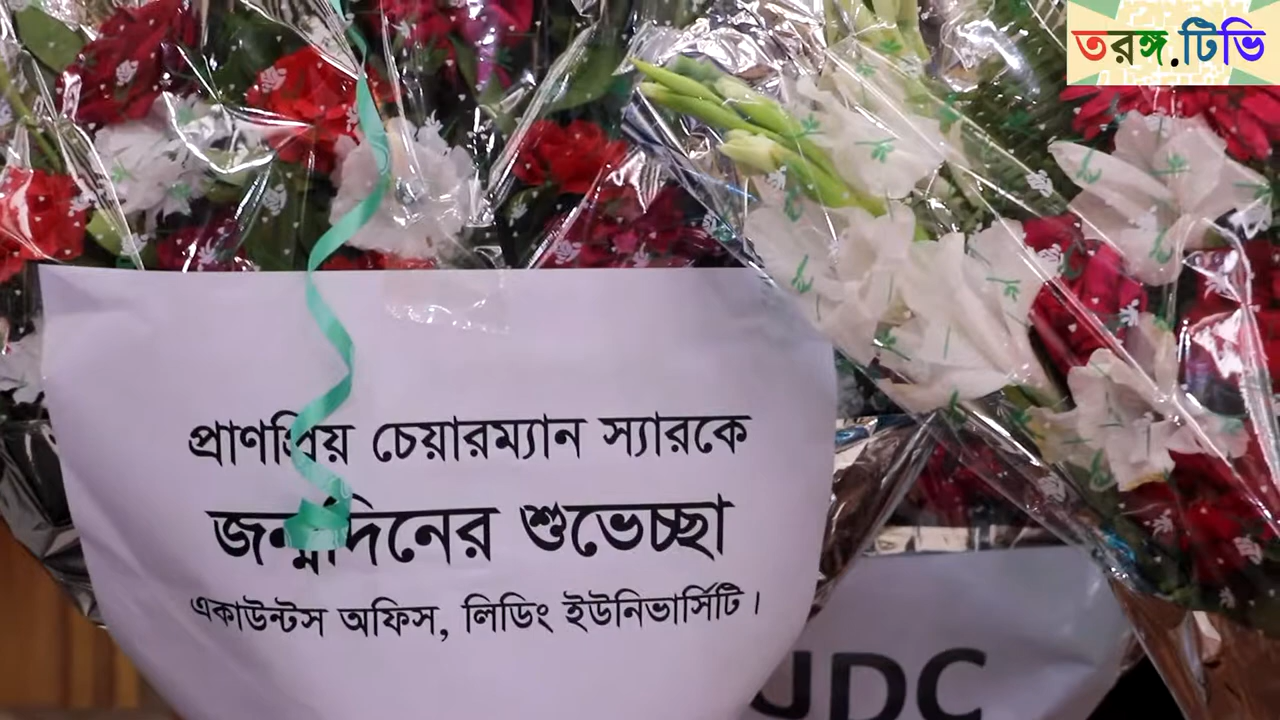 তরঙ্গ.টিভি
প্রাণপ্রিয় চেয়ারম্যান স্যারকে
জন্মদিনের শুভেচ্ছা
একাউন্টস অফিস, লিডিং ইউনিভার্সিটি।
UDC